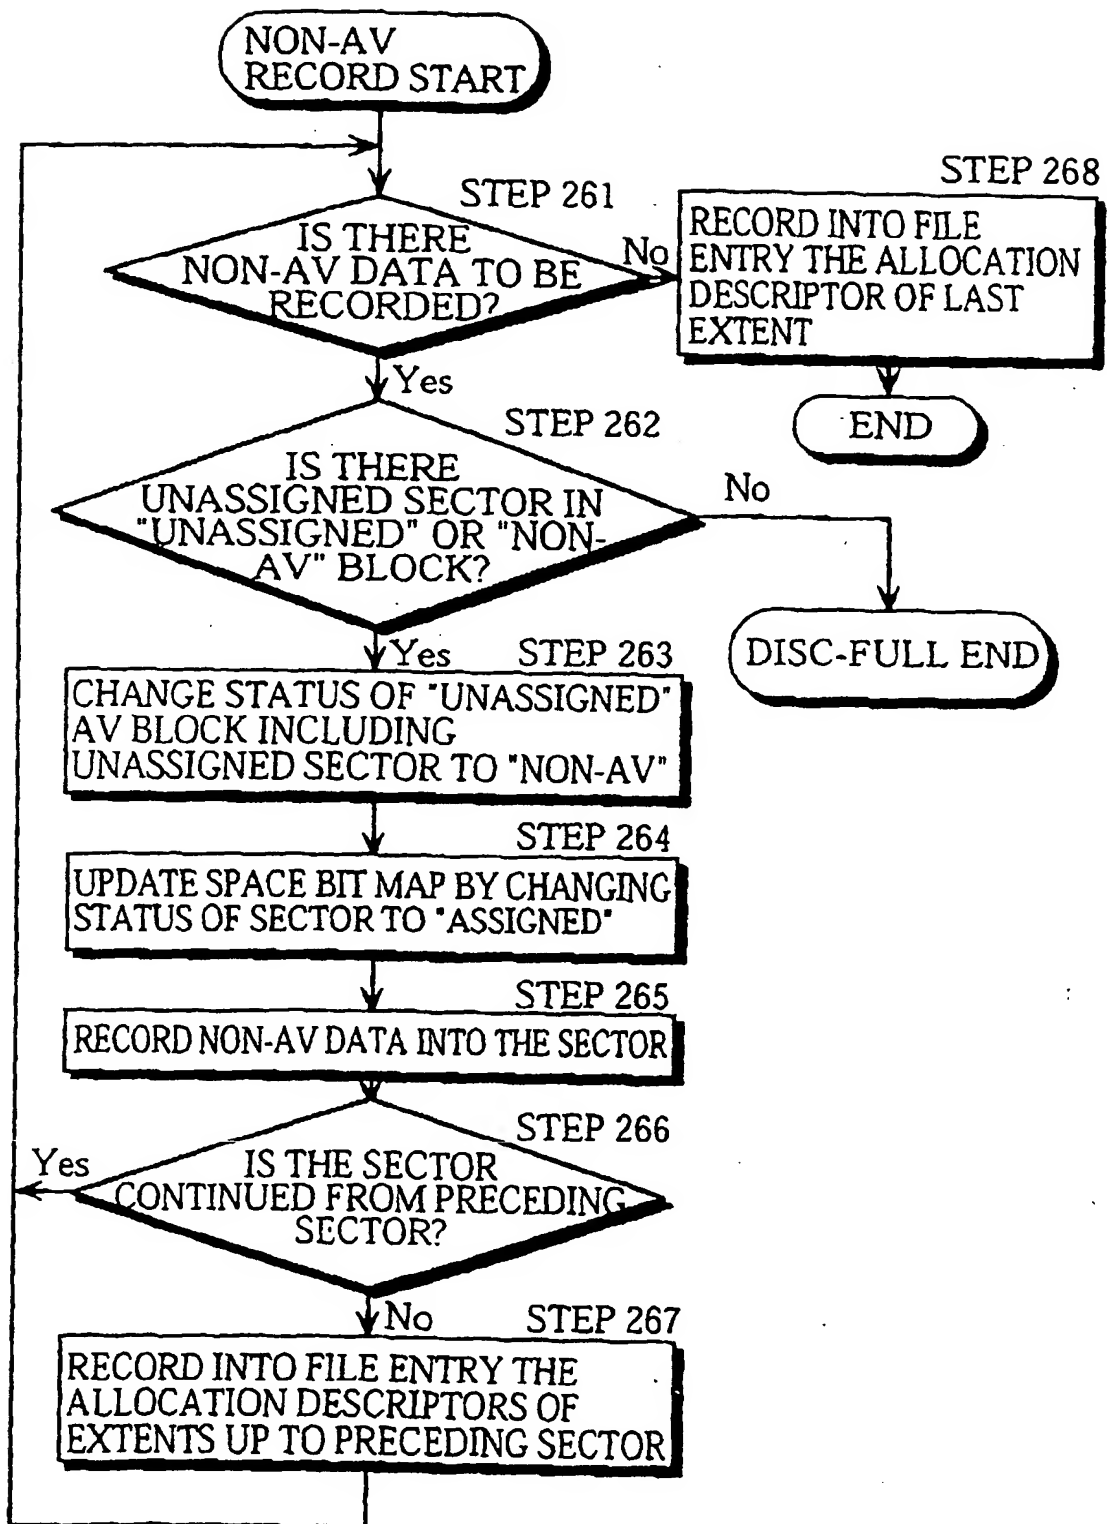 NON-AV
RECORD START
STEP 261
IS THERE
NON-AV DATA TO BE
RECORDED?
No
STEP 268
RECORD INTO FILE
ENTRY THE ALLOCATION
DESCRIPTOR OF LAST
EXTENT
END
Yes
STEP 262
IS THERE
UNASSIGNED SECTOR IN
"UNASSIGNED" OR "NON-
AV" BLOCK?
No
DISC-FULL END
Yes
STEP 263
CHANGE STATUS OF "UNASSIGNED"
AV BLOCK INCLUDING
UNASSIGNED SECTOR TO "NON-AV"
STEP 264
UPDATE SPACE BIT MAP BY CHANGING
STATUS OF SECTOR TO "ASSIGNED"
STEP 265
RECORD NON-AV DATA INTO THE SECTOR
STEP 266
Yes
IS THE SECTOR
CONTINUED FROM PRECEDING
SECTOR?
No
STEP 267
RECORD INTO FILE ENTRY THE
ALLOCATION DESCRIPTORS OF
EXTENTS UP TO PRECEDING SECTOR